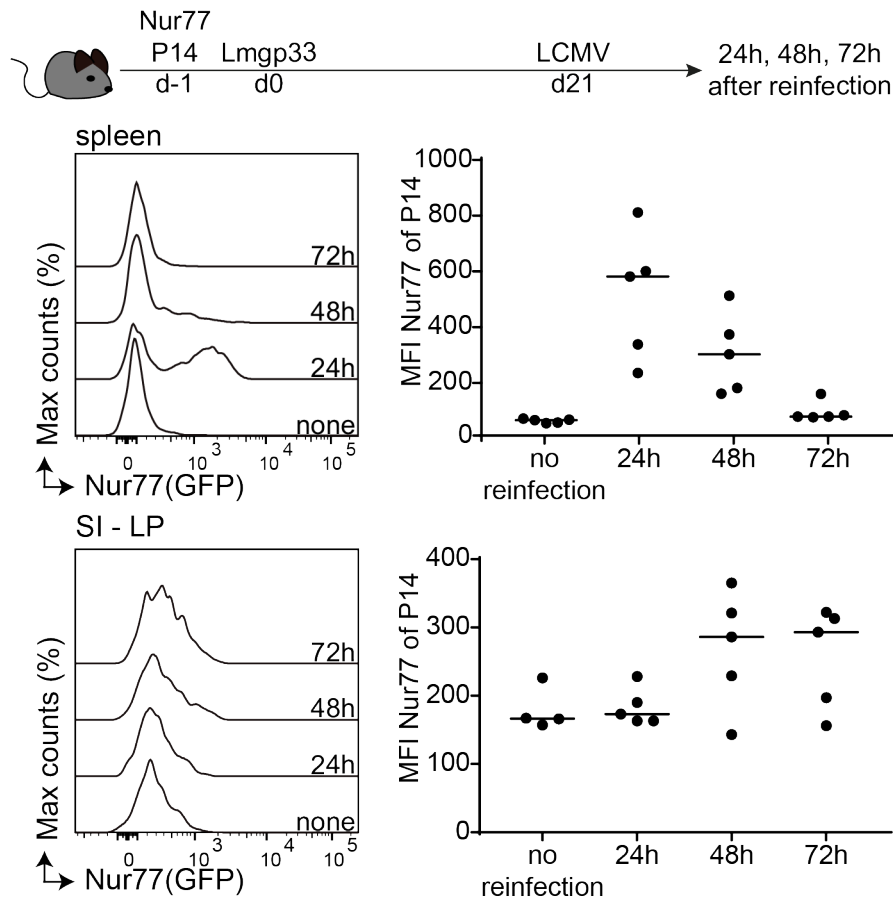 Nur77
P14 Lmgp33 LCMV 24h, 48h, 72h
d-1 d0 d21 after reinfection
spleen
Max counts (%)
72h
48h
24h
none
0 10 3 10 4 10 5
Nur77(GFP)
MFI Nur77 of P14
1000
800
600
400
200
0
no 24h 48h 72h
reinfection
SI - LP
Max counts (%)
72h
48h
24h
none
0 10 3 10 4 10 5
Nur77(GFP)
MFI Nur77 of P14
400
300
200
100
0
no 24h 48h 72h
reinfection